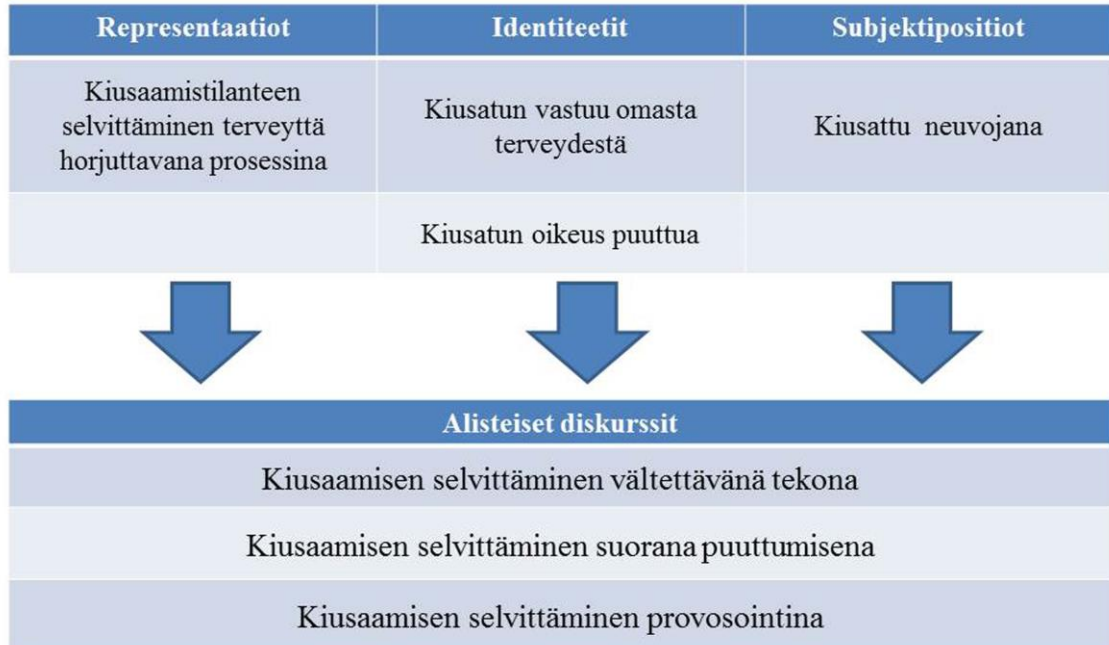 Representaatiot
Identiteetit
Subjektipositiot
Kiusaamistilanteen
selvittäminen terveyttä
horjuttavana prosessina
Kiusatun vastuu omasta
terveydestä
Kiusattu neuvojana
Kiusatun oikeus puuttua
Alisteiset diskurssit
Kiusaamisen selvittäminen vältettävänä tekona
Kiusaamisen selvittäminen suorana puuttumisena
Kiusaamisen selvittäminen provosointina